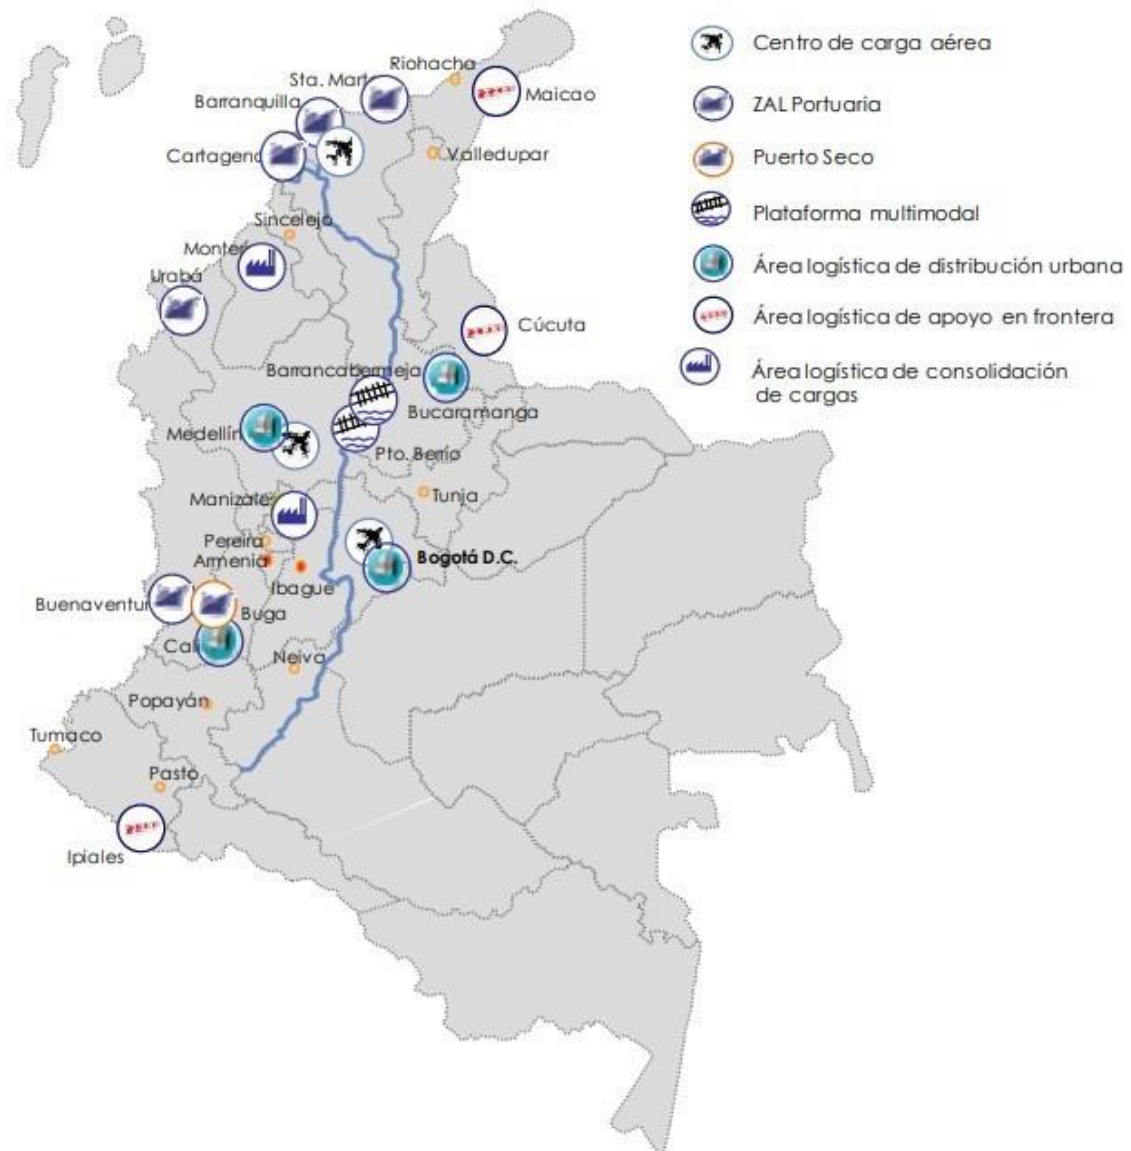 Riohacha
Sta. Mart
Maicao
Barranquilla
Cartagena
Valledupar
Sincelejo
Monterí
Urabá
Cúcuta
Barrancabermeja
Bucaramanga
Medellín
Pto. Berrío
Manizales
Tunja
Pereira
Armenia
Ibague
Bogotá D.C.
Buenaventur
Buga
Cali
Neiva
Popayán
Tumaco
Pasto
Ipiales
Centro de carga aérea
ZAL Portuaria
Puerto Seco
Plataforma multimodal
Área logística de distribución urbana
Área logística de apoyo en frontera
Área logística de consolidación
de cargas